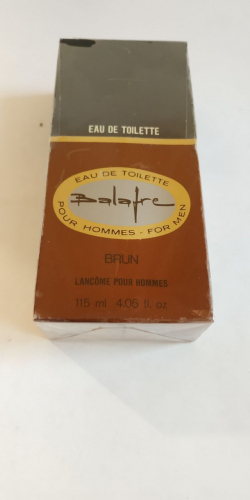 EAU DE TOILETTE
EAU DE TOILETTE
Balafre
POUR HOMMES - FOR MEN
BRUN
LANCÔME POUR HOMMES
115 ml 4.06 fl. oz